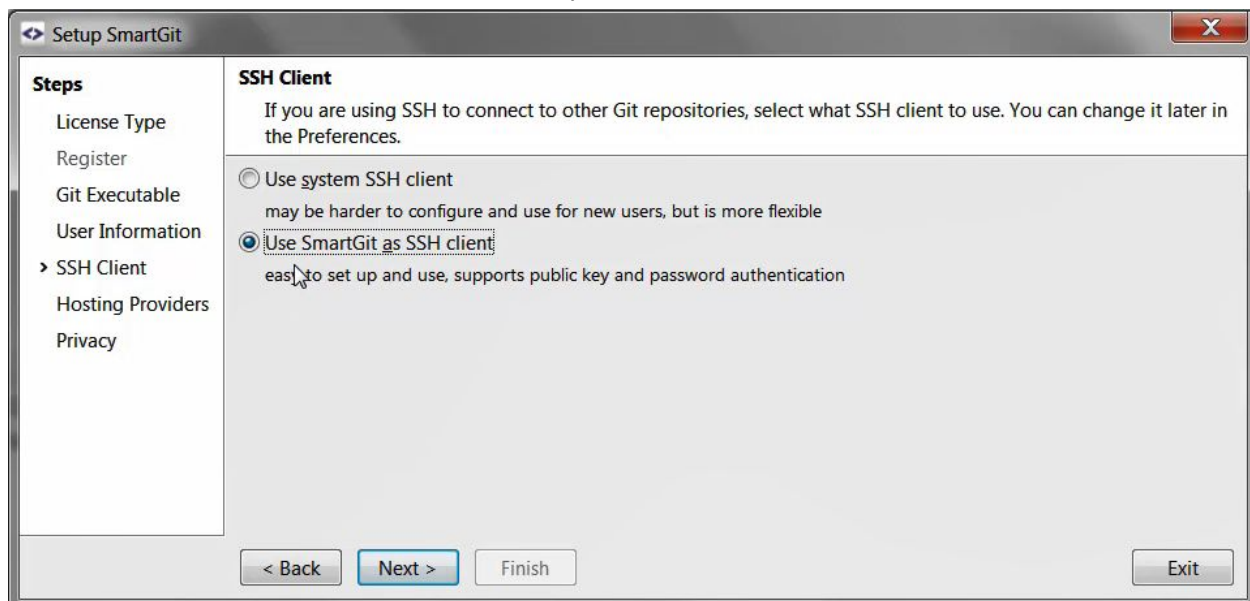 Setup SmartGit
X
Steps
License Type
Register
Git Executable
User Information
SSH Client
Hosting Providers
Privacy
SSH Client
If you are using SSH to connect to other Git repositories, select what SSH client to use. You can change it later in
the Preferences.
Use system SSH client
may be harder to configure and use for new users, but is more flexible
Use SmartGit as SSH client
easy to set up and use, supports public key and password authentication
< Back
Next >
Finish
Exit